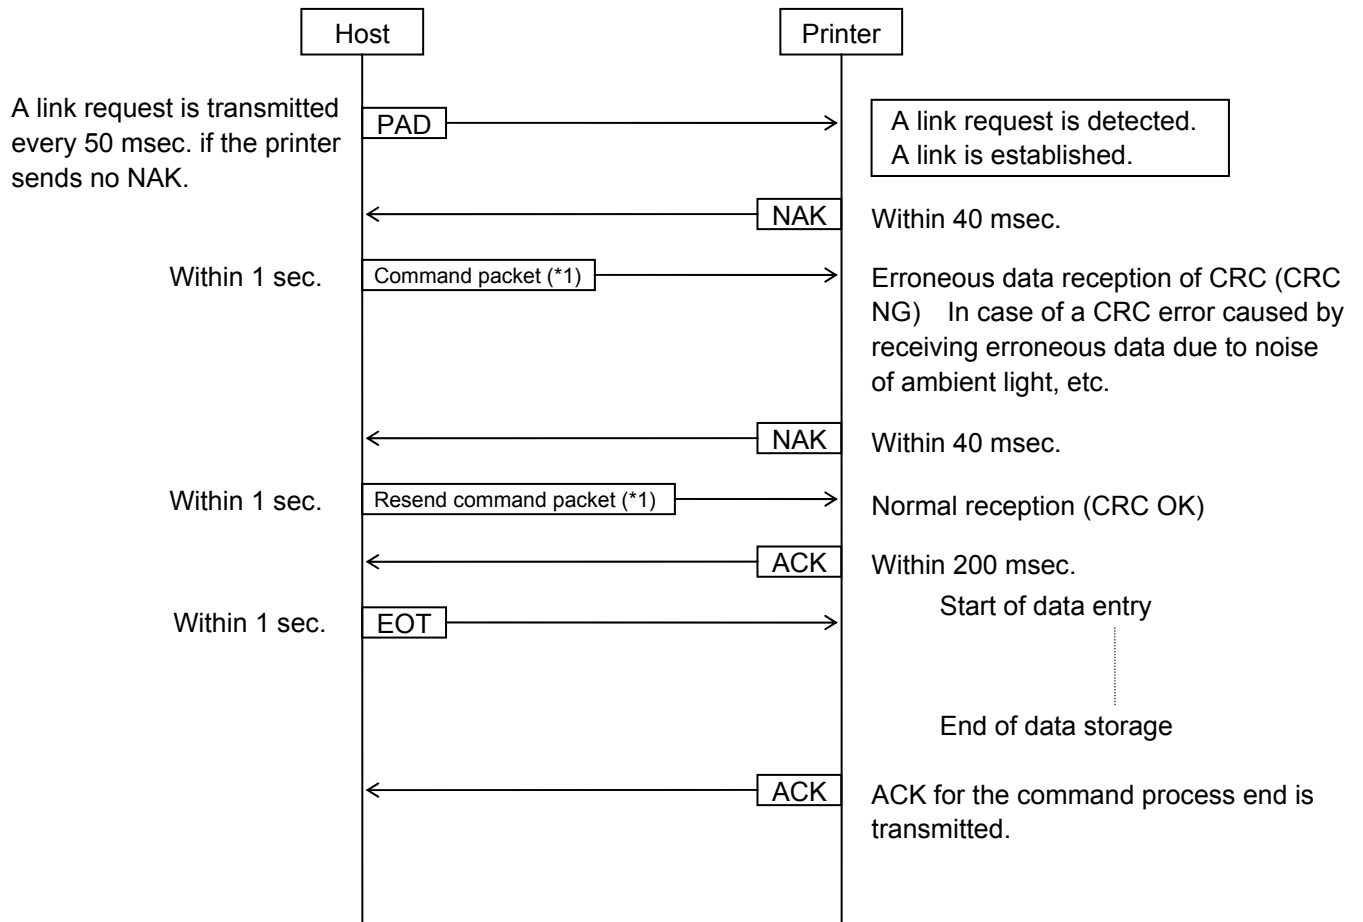 Host
Printer
A link request is transmitted
every 50 msec. if the printer
sends no NAK.
PAD
A link request is detected.
A link is established.
NAK
Within 40 msec.
Within 1 sec.
Command packet (*1)
Erroneous data reception of CRC (CRC
NG) In case of a CRC error caused by
receiving erroneous data due to noise
of ambient light, etc.
NAK
Within 40 msec.
Within 1 sec.
Resend command packet (*1)
Normal reception (CRC OK)
ACK
Within 200 msec.
Start of data entry
Within 1 sec.
EOT
End of data storage
ACK
ACK for the command process end is
transmitted.